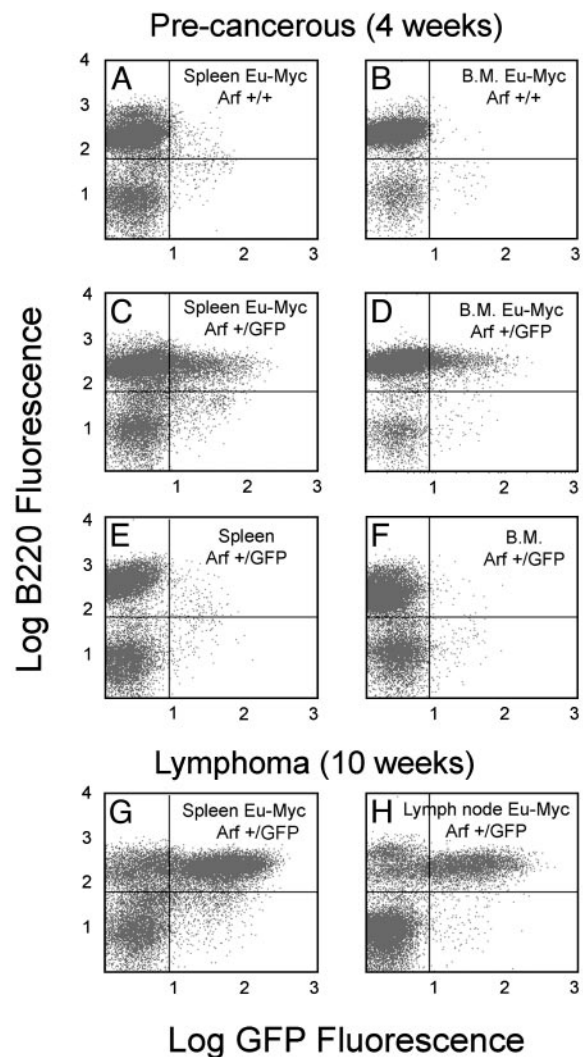 Pre-cancerous (4 weeks)
A
Spleen Eu-Myc
Arf +/+
B
B.M. Eu-Myc
Arf +/+
4
3
2
1
1
2
3
1
2
3
C
Spleen Eu-Myc
Arf +/GFP
D
B.M. Eu-Myc
Arf +/GFP
4
3
2
1
1
2
3
1
2
3
E
Spleen
Arf +/GFP
F
B.M.
Arf +/GFP
4
3
2
1
1
2
3
1
2
3
Log B220 Fluorescence
Lymphoma (10 weeks)
G
Spleen Eu-Myc
Arf +/GFP
H
Lymph node Eu-Myc
Arf +/GFP
4
3
2
1
1
2
3
1
2
3
Log GFP Fluorescence